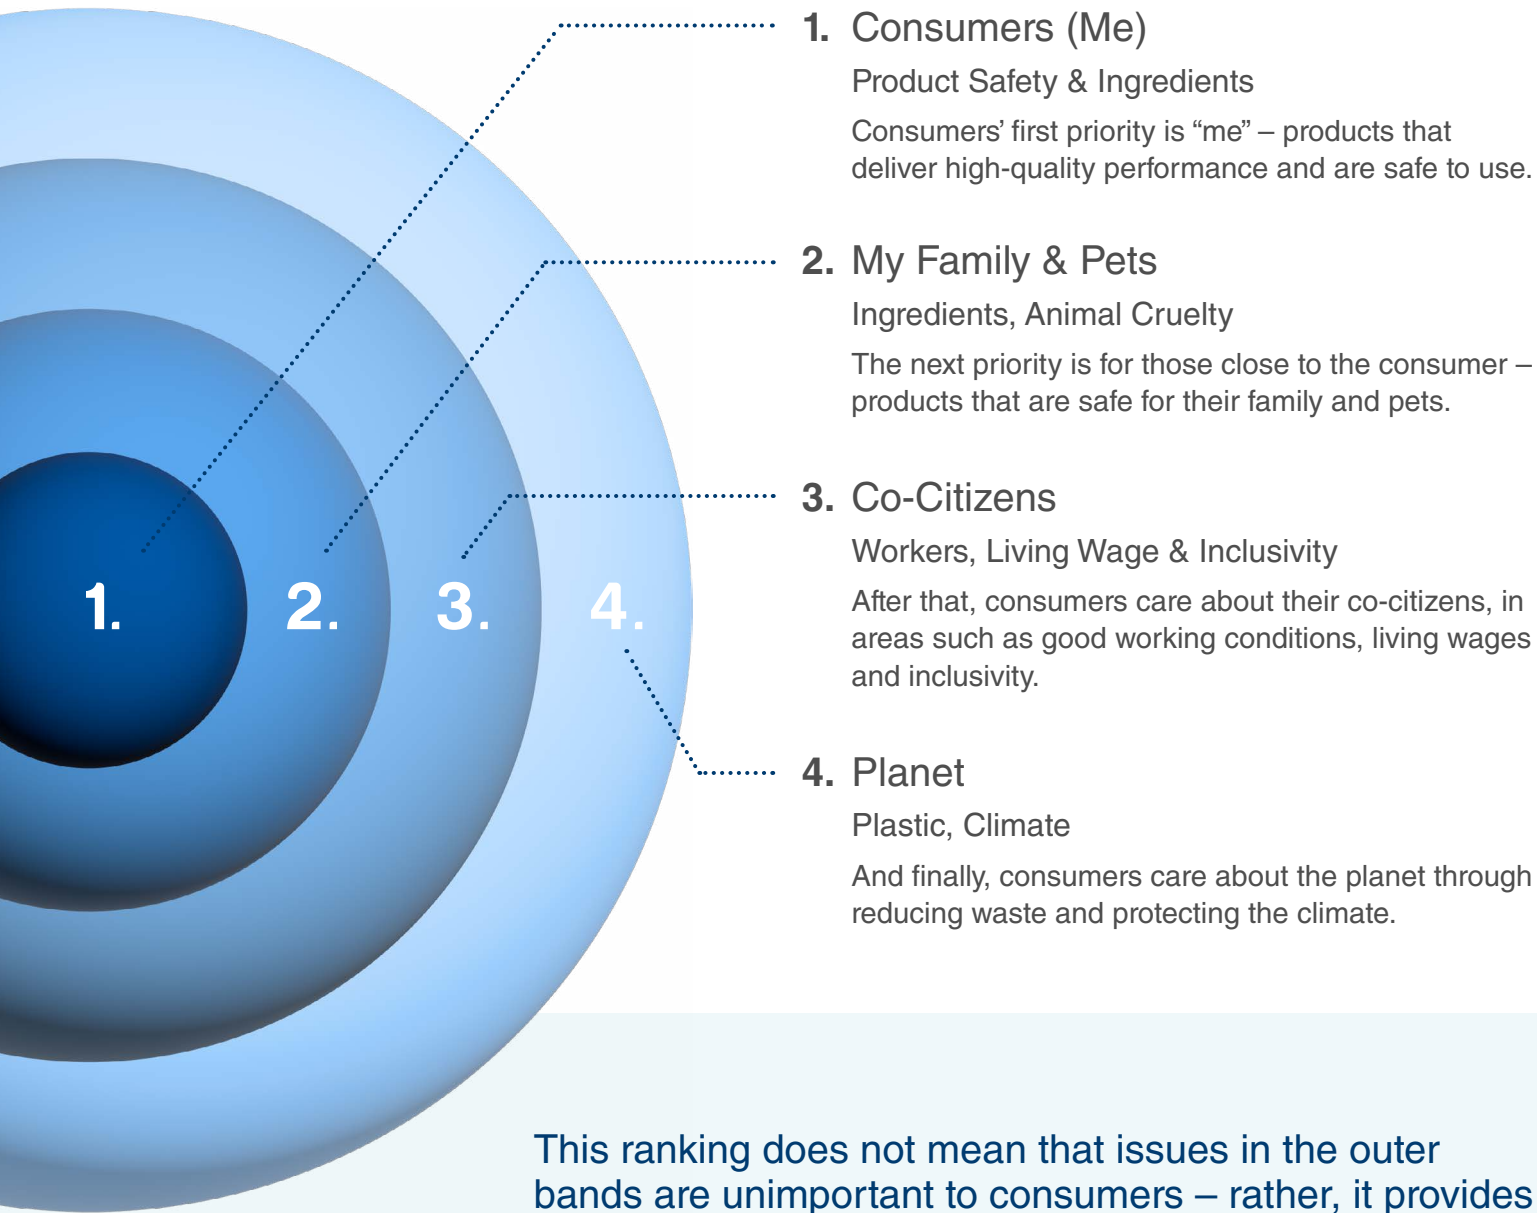 1. Consumers (Me)
Product Safety & Ingredients
Consumers’ first priority is “me” – products that
deliver high-quality performance and are safe to use.
2. My Family & Pets
Ingredients, Animal Cruelty
The next priority is for those close to the consumer –
products that are safe for their family and pets.
3. Co-Citizens
Workers, Living Wage & Inclusivity
After that, consumers care about their co-citizens, in
areas such as good working conditions, living wages
and inclusivity.
1. 2. 3. 4.
4. Planet
Plastic, Climate
And finally, consumers care about the planet through
reducing waste and protecting the climate.
This ranking does not mean that issues in the outer
bands are unimportant to consumers – rather, it provides